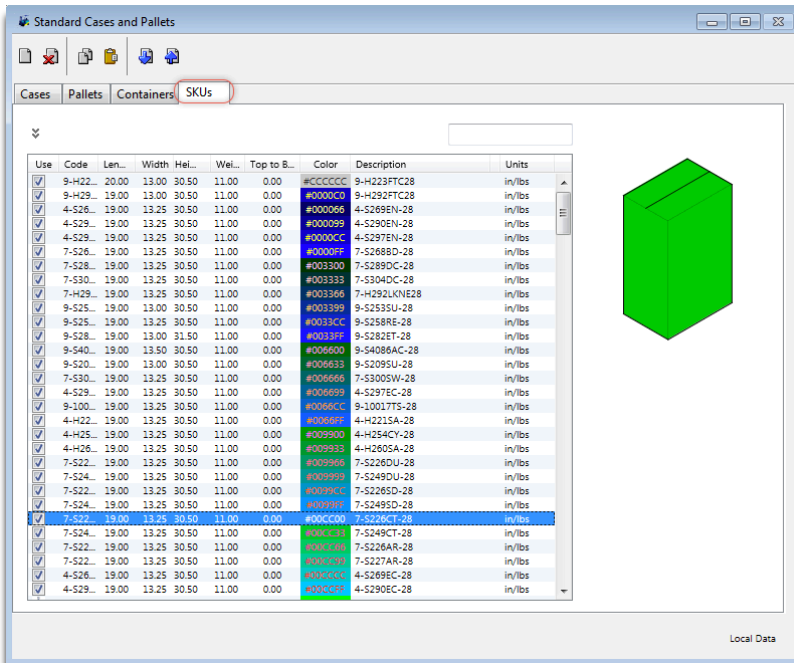 Standard Cases and Pallets
Cases Pallets Containers SKUs
Use Code Len... Width Hei... Wei... Top to B... Color Description Units
9-H22... 20.00 13.00 30.50 11.00 0.00 #CCCCCC 9-H223FTC28 in/lbs
9-H29... 19.00 13.00 30.50 11.00 0.00 #0000C0 9-H292FTC28 in/lbs
4-S26... 19.00 13.25 30.50 11.00 0.00 #000066 4-S269EN-28 in/lbs
4-S29... 19.00 13.25 30.50 11.00 0.00 #000099 4-S290EN-28 in/lbs
4-S29... 19.00 13.25 30.50 11.00 0.00 #0000CC 4-S297EN-28 in/lbs
7-S26... 19.00 13.25 30.50 11.00 0.00 #0000FF 7-S268BD-28 in/lbs
7-S28... 19.00 13.25 30.50 11.00 0.00 #003300 7-S289DC-28 in/lbs
7-S30... 19.00 13.25 30.50 11.00 0.00 #003333 7-S304DC-28 in/lbs
7-H29... 19.00 13.25 30.50 11.00 0.00 #003366 7-H292LKNE28 in/lbs
9-S25... 19.00 13.00 30.50 11.00 0.00 #003399 9-S253SU-28 in/lbs
9-S25... 19.00 13.25 30.50 11.00 0.00 #0033CC 9-S258RE-28 in/lbs
9-S28... 19.00 13.00 31.50 11.00 0.00 #0033FF 9-S282ET-28 in/lbs
9-S40... 19.00 13.50 30.50 11.00 0.00 #006600 9-S4086AC-28 in/lbs
9-S20... 19.00 13.00 30.50 11.00 0.00 #006633 9-S209SU-28 in/lbs
7-S30... 19.00 13.25 30.50 11.00 0.00 #006666 7-S300SW-28 in/lbs
4-S29... 19.00 13.25 30.50 11.00 0.00 #006699 4-S297EC-28 in/lbs
9-100... 19.00 13.25 30.50 11.00 0.00 #0066CC 9-10017TS-28 in/lbs
4-H22... 19.00 13.25 30.50 11.00 0.00 #0066FF 4-H221SA-28 in/lbs
4-H25... 19.00 13.25 30.50 11.00 0.00 #009900 4-H254CY-28 in/lbs
4-H26... 19.00 13.25 30.50 11.00 0.00 #009933 4-H260SA-28 in/lbs
7-S22... 19.00 13.25 30.50 11.00 0.00 #009966 7-S226DU-28 in/lbs
7-S24... 19.00 13.25 30.50 11.00 0.00 #009999 7-S249DU-28 in/lbs
7-S22... 19.00 13.25 30.50 11.00 0.00 #0099CC 7-S226SD-28 in/lbs
7-S24... 19.00 13.25 30.50 11.00 0.00 #0099FF 7-S249SD-28 in/lbs
7-S22... 19.00 13.25 30.50 11.00 0.00 #00CC00 7-S226CT-28 in/lbs
7-S24... 19.00 13.25 30.50 11.00 0.00 #00CC33 7-S249CT-28 in/lbs
7-S22... 19.00 13.25 30.50 11.00 0.00 #00CC66 7-S226AR-28 in/lbs
7-S22... 19.00 13.25 30.50 11.00 0.00 #00CC99 7-S227AR-28 in/lbs
4-S26... 19.00 13.25 30.50 11.00 0.00 #00CCCC 4-S269EC-28 in/lbs
4-S29... 19.00 13.25 30.50 11.00 0.00 #00CCFF 4-S290EC-28 in/lbs
Local Data